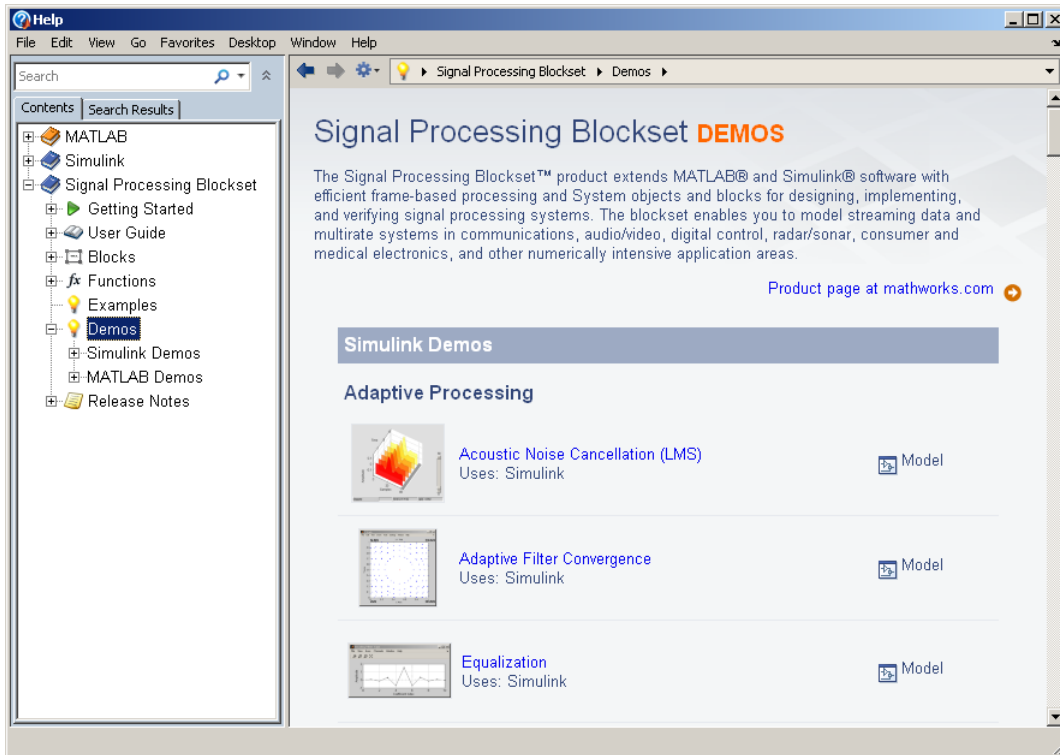 Help
File Edit View Go Favorites Desktop Window Help
Search
Signal Processing Blockset Demos
Contents Search Results
MATLAB
Simulink
Signal Processing Blockset
Getting Started
User Guide
Blocks
fx Functions
Examples
Demos
Simulink Demos
MATLAB Demos
Release Notes
Signal Processing Blockset DEMOS
The Signal Processing Blockset™ product extends MATLAB® and Simulink® software with
efficient frame-based processing and System objects and blocks for designing, implementing,
and verifying signal processing systems. The blockset enables you to model streaming data and
multirate systems in communications, audio/video, digital control, radar/sonar, consumer and
medical electronics, and other numerically intensive application areas.
Product page at mathworks.com
Simulink Demos
Adaptive Processing
Acoustic Noise Cancellation (LMS)
Uses: Simulink
Model
Adaptive Filter Convergence
Uses: Simulink
Model
Equalization
Uses: Simulink
Model